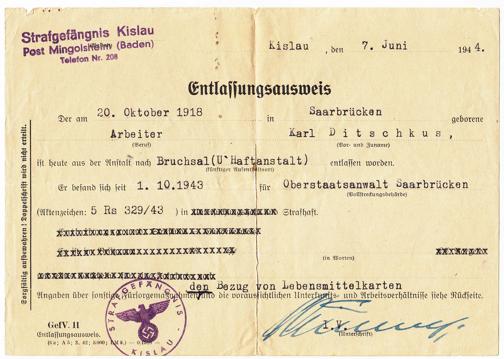 Strafgefängnis Kislau
Post Mingolsheim (Baden)
Telefon Nr. 208
Kislau, den 7. Juni 1944.
Entlassungsausweis
Der am 20. Oktober 1918 in Saarbrücken geborene
Arbeiter Karl Ditschkus,
(Beruf) (Vor- und Zuname)
ist heute aus der Anstalt nach Bruchsal(U'Haftanstalt) entlassen worden.
(künftiger Aufenthaltsort)
Er befand sich seit 1.10.1943 für Oberstaatsanwalt Saarbrücken
(Vollstreckungsbehörde)
(Aktenzeichen: 5 Rs 329/43 ) in Strafhaft.
(in Worten)
den Bezug von Lebensmittelkarten
Angaben über sonstige Fürsorgemaßnahmen und die voraussichtlichen Unterkunfts- und Arbeitsverhältnisse siehe Rückseite.
Sorgfältig aufbewahren! Doppelschrift wird nicht erteilt.
STRAFGEFÄNGNIS
KISLAU
I.V.
(Unterschrift)
GefV. 11
Entlassungsausweis.